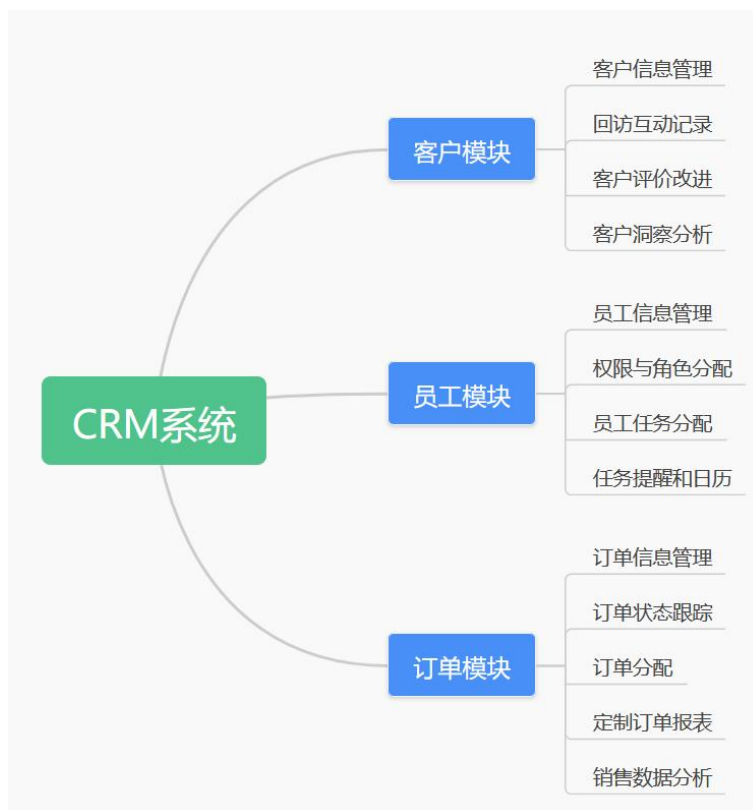 CRM系统
客户模块
客户信息管理
回访互动记录
客户评价改进
客户洞察分析
员工模块
员工信息管理
权限与角色分配
员工任务分配
任务提醒和日历
订单模块
订单信息管理
订单状态跟踪
订单分配
定制订单报表
销售数据分析